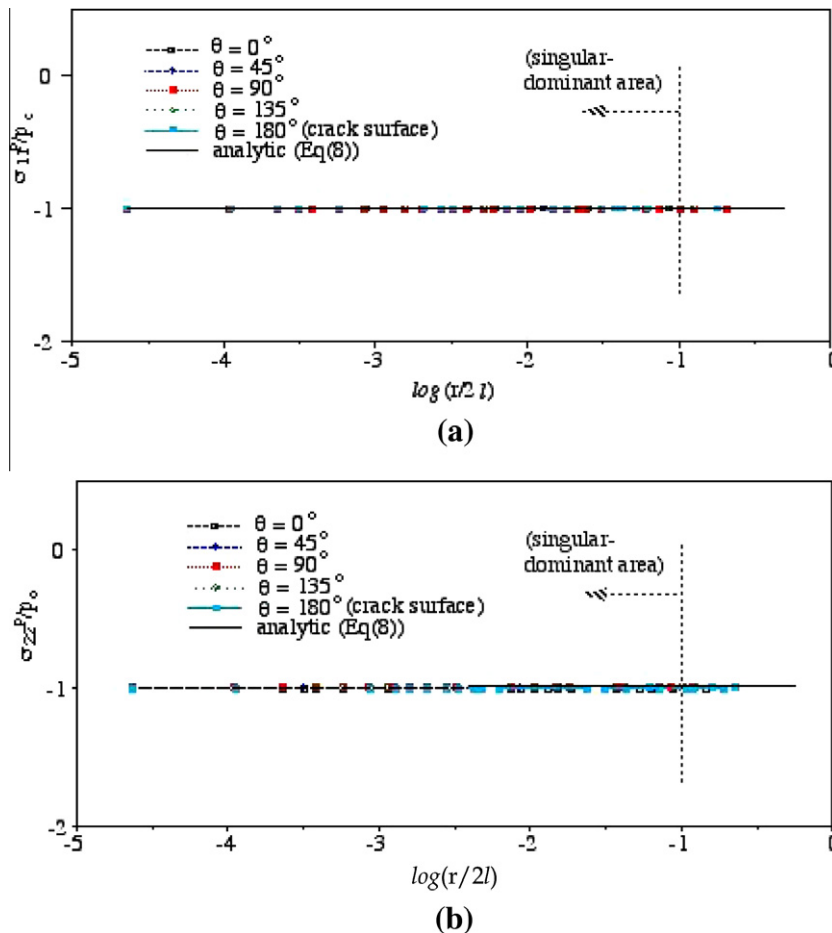 θ = 0°
θ = 45°
θ = 90°
θ = 135°
θ = 180° (crack surface)
analytic (Eq(8))
(singular-
dominant area)
σ11^P/p c
0
-1
-2
-5
-4
-3
-2
-1
0
log (r/2 l)
(a)
θ = 0°
θ = 45°
θ = 90°
θ = 135°
θ = 180° (crack surface)
analytic (Eq(8))
(singular-
dominant area)
σ22^P/p o
0
-1
-2
-5
-4
-3
-2
-1
0
log(r/2l)
(b)